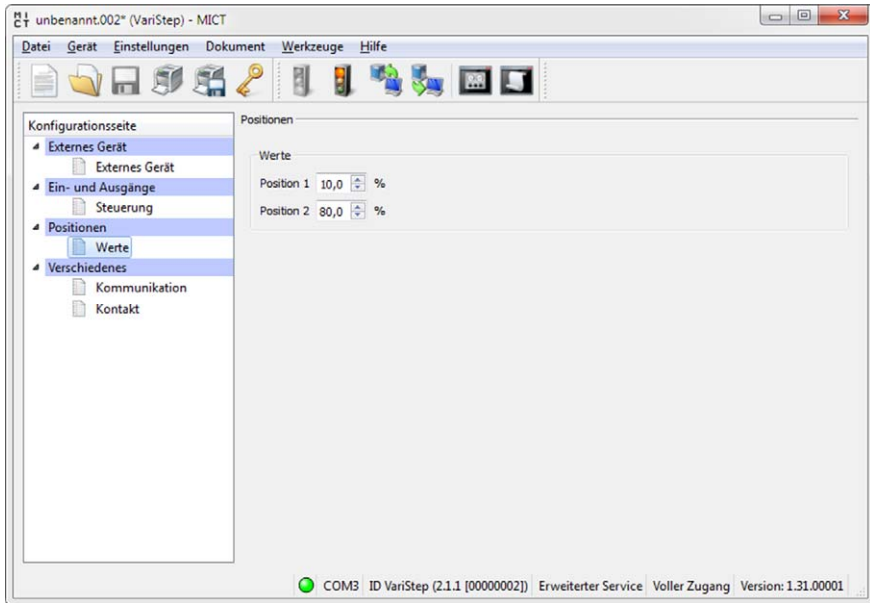 MICT unbenannt.002* (VariStep) - MICT
Datei Gerät Einstellungen Dokument Werkzeuge Hilfe
Konfigurationsseite
Externes Gerät
Externes Gerät
Ein- und Ausgänge
Steuerung
Positionen
Werte
Verschiedenes
Kommunikation
Kontakt
Positionen
Werte
Position 1 10,0 %
Position 2 80,0 %
COM3 ID VariStep (2.1.1 [00000002]) Erweiterter Service Voller Zugang Version: 1.31.00001